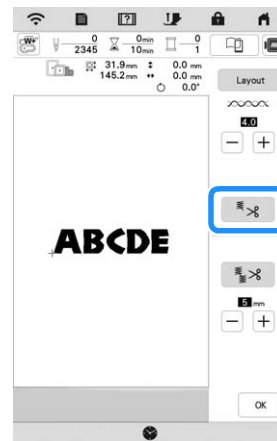 W+
0
2345
0min
10min
0
1
31.9mm
145.2mm
0.0 mm
0.0 mm
0.0°
Layout
4.0
− +
ABCDE
5 mm
− +
OK